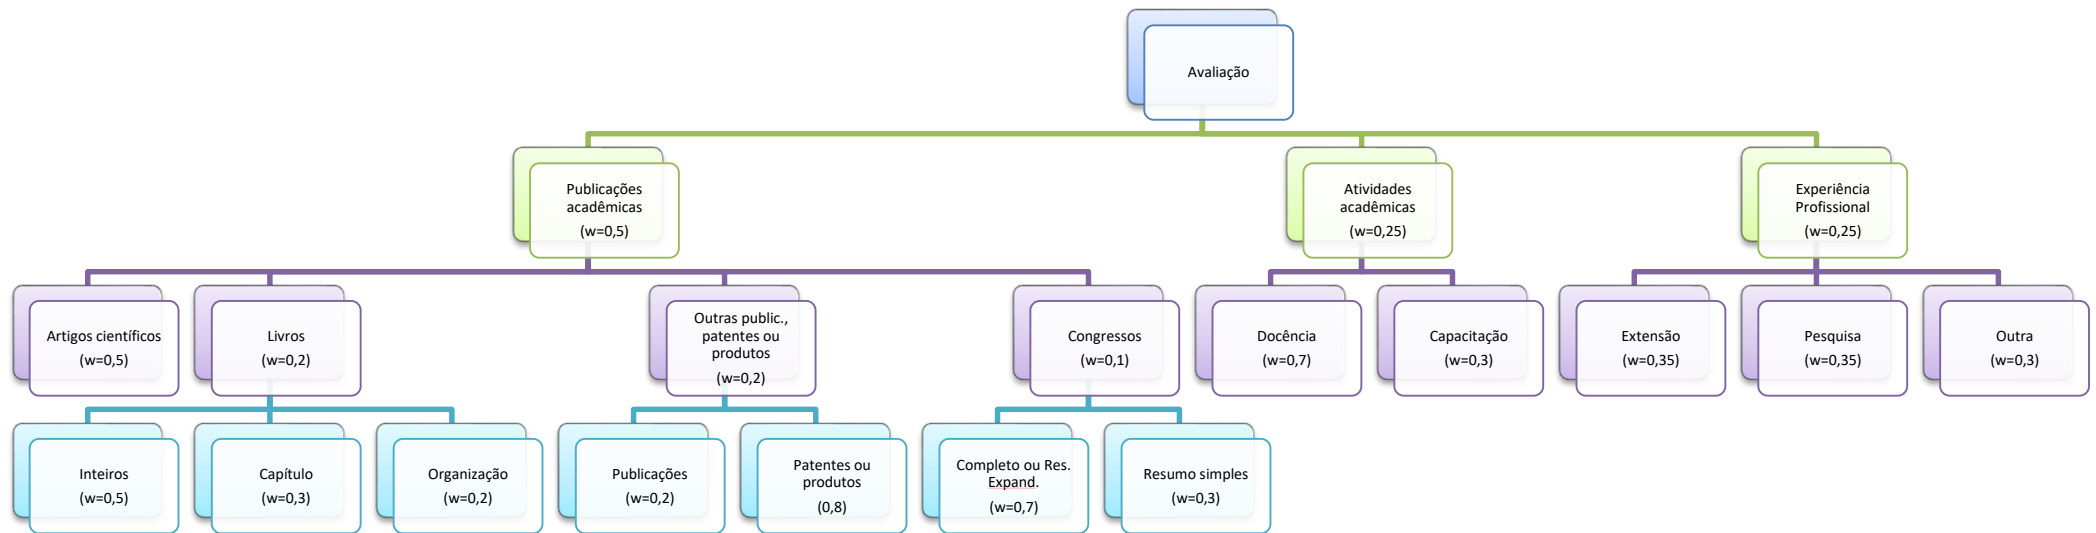 Avaliação
Publicações
acadêmicas
(w=0,5)
Atividades
acadêmicas
(w=0,25)
Experiência
Profissional
(w=0,25)
Artigos científicos
(w=0,5)
Livros
(w=0,2)
Outras public.,
patentes ou
produtos
(w=0,2)
Congressos
(w=0,1)
Docência
(w=0,7)
Capacitação
(w=0,3)
Extensão
(w=0,35)
Pesquisa
(w=0,35)
Outra
(w=0,3)
Inteiros
(w=0,5)
Capítulo
(w=0,3)
Organização
(w=0,2)
Publicações
(w=0,2)
Patentes ou
produtos
(0,8)
Completo ou Res.
Expand.
(w=0,7)
Resumo simples
(w=0,3)